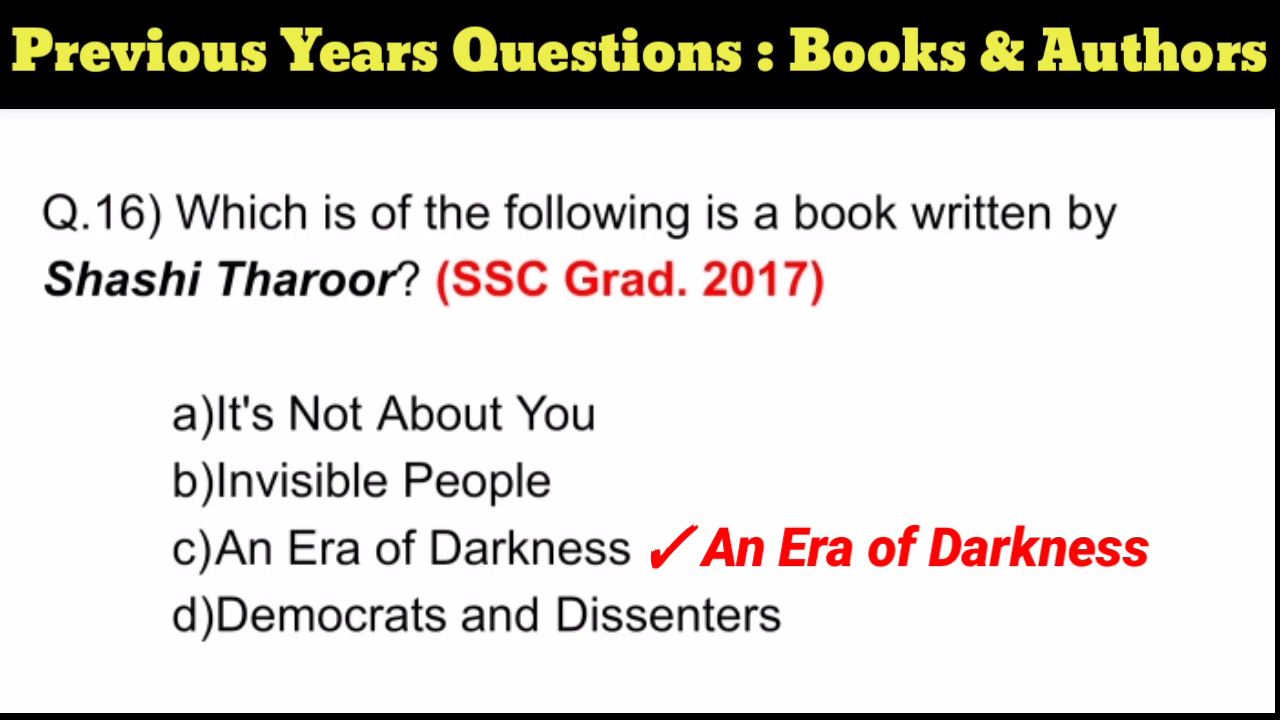 Previous Years Questions : Books & Authors
Q.16) Which is of the following is a book written by
Shashi Tharoor? (SSC Grad. 2017)
a)It's Not About You
b)Invisible People
c)An Era of Darkness ✓ An Era of Darkness
d)Democrats and Dissenters